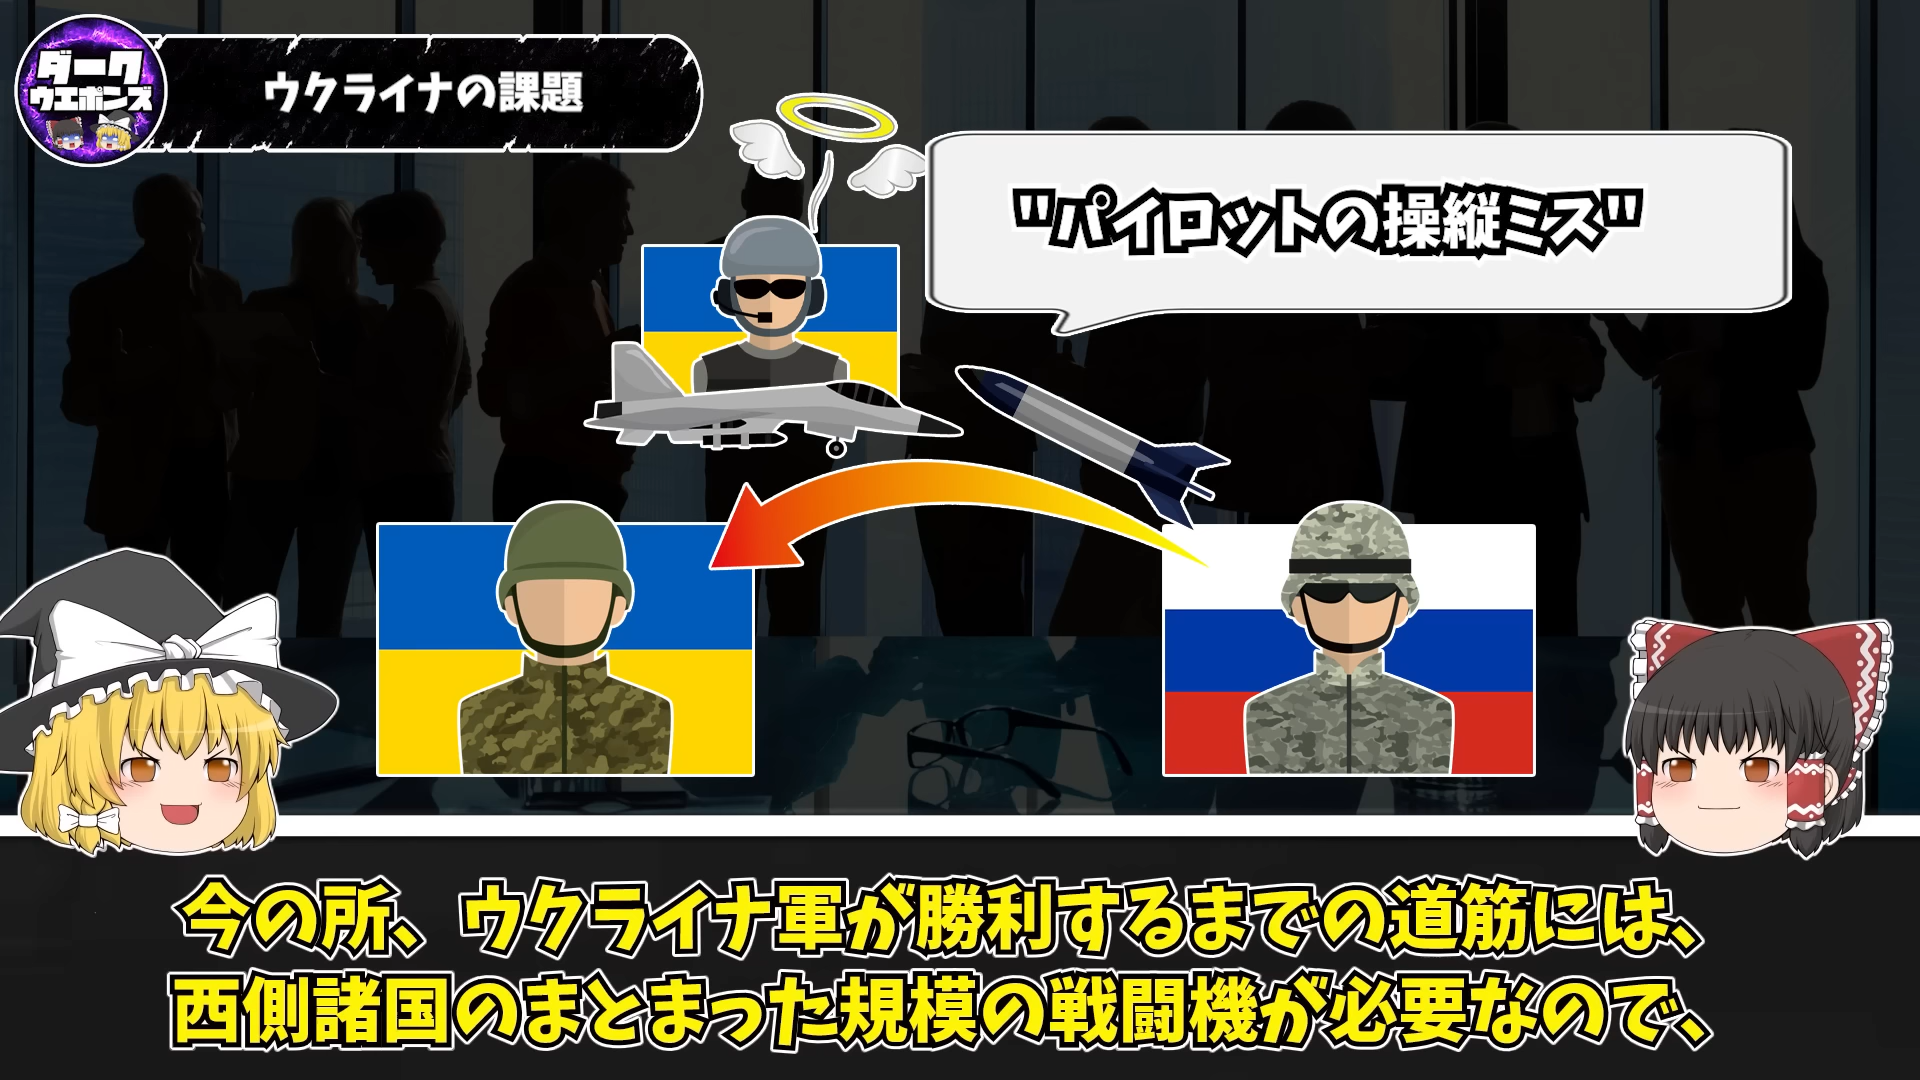 ダーク
ウエポンズ
ウクライナの課題
"パイロットの操縦ミス"
今の所、ウクライナ軍が勝利するまでの道筋には、
西側諸国のまとまった規模の戦闘機が必要なので、